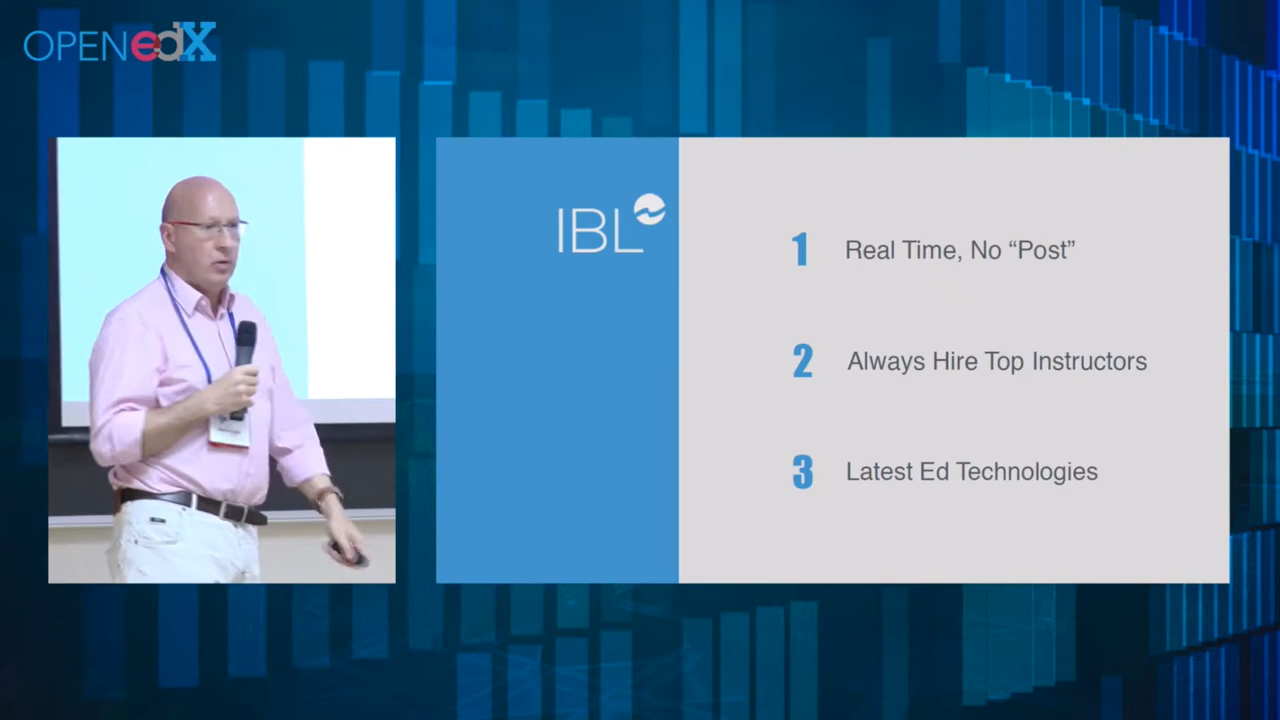 OPENedX
IBL
1 Real Time, No “Post”
2 Always Hire Top Instructors
3 Latest Ed Technologies